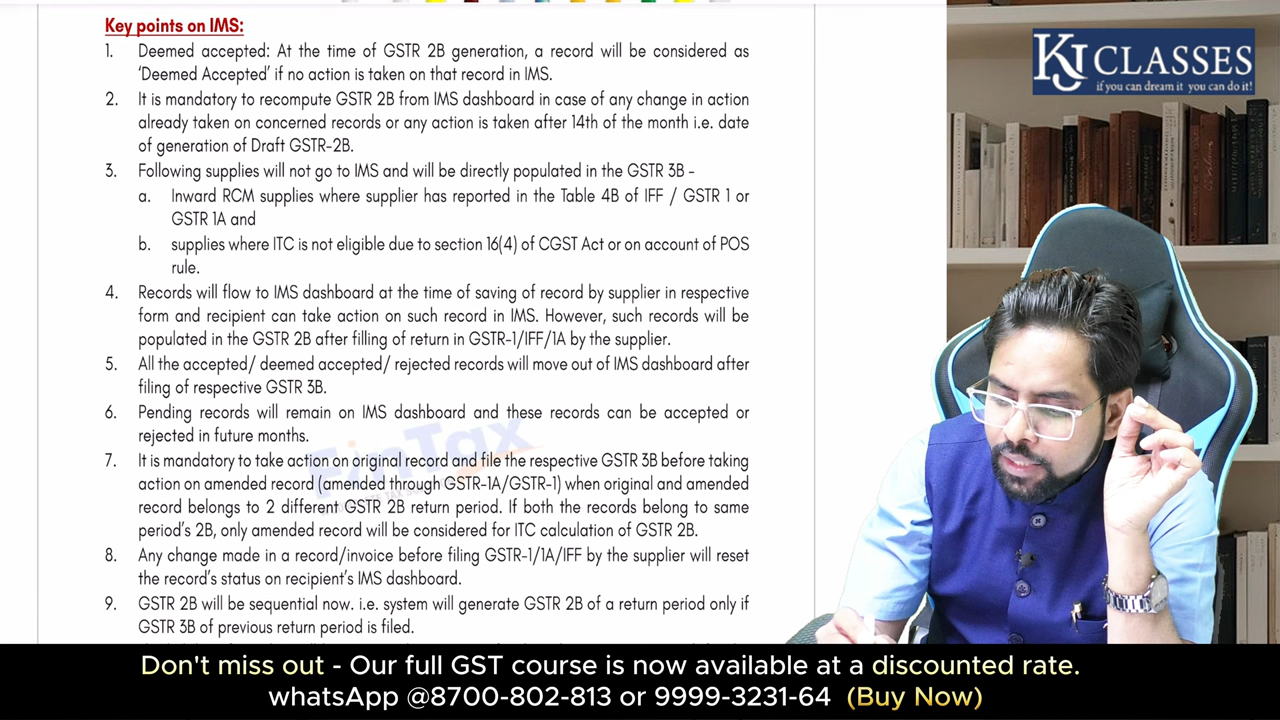 Key points on IMS:
1. Deemed accepted: At the time of GSTR 2B generation, a record will be considered as
'Deemed Accepted' if no action is taken on that record in IMS.
2. It is mandatory to recompute GSTR 2B from IMS dashboard in case of any change in action
already taken on concerned records or any action is taken after 14th of the month i.e. date
of generation of Draft GSTR-2B.
3. Following supplies will not go to IMS and will be directly populated in the GSTR 3B -
a. Inward RCM supplies where supplier has reported in the Table 4B of IFF / GSTR 1 or
GSTR 1A and
b. supplies where ITC is not eligible due to section 16(4) of CGST Act or on account of POS
rule.
4. Records will flow to IMS dashboard at the time of saving of record by supplier in respective
form and recipient can take action on such record in IMS. However, such records will be
populated in the GSTR 2B after filling of return in GSTR-1/IFF/1A by the supplier.
5. All the accepted/ deemed accepted/ rejected records will move out of IMS dashboard after
filing of respective GSTR 3B.
6. Pending records will remain on IMS dashboard and these records can be accepted or
rejected in future months.
7. It is mandatory to take action on original record and file the respective GSTR 3B before taking
action on amended record (amended through GSTR-1A/GSTR-1) when original and amended
record belongs to 2 different GSTR 2B return period. If both the records belong to same
period's 2B, only amended record will be considered for ITC calculation of GSTR 2B.
8. Any change made in a record/invoice before filing GSTR-1/1A/IFF by the supplier will reset
the record's status on recipient's IMS dashboard.
9. GSTR 2B will be sequential now. i.e. system will generate GSTR 2B of a return period only if
GSTR 3B of previous return period is filed.
FinTax
KJ CLASSES
if you can dream it you can do it!
Don't miss out - Our full GST course is now available at a discounted rate.
whatsApp @8700-802-813 or 9999-3231-64 (Buy Now)